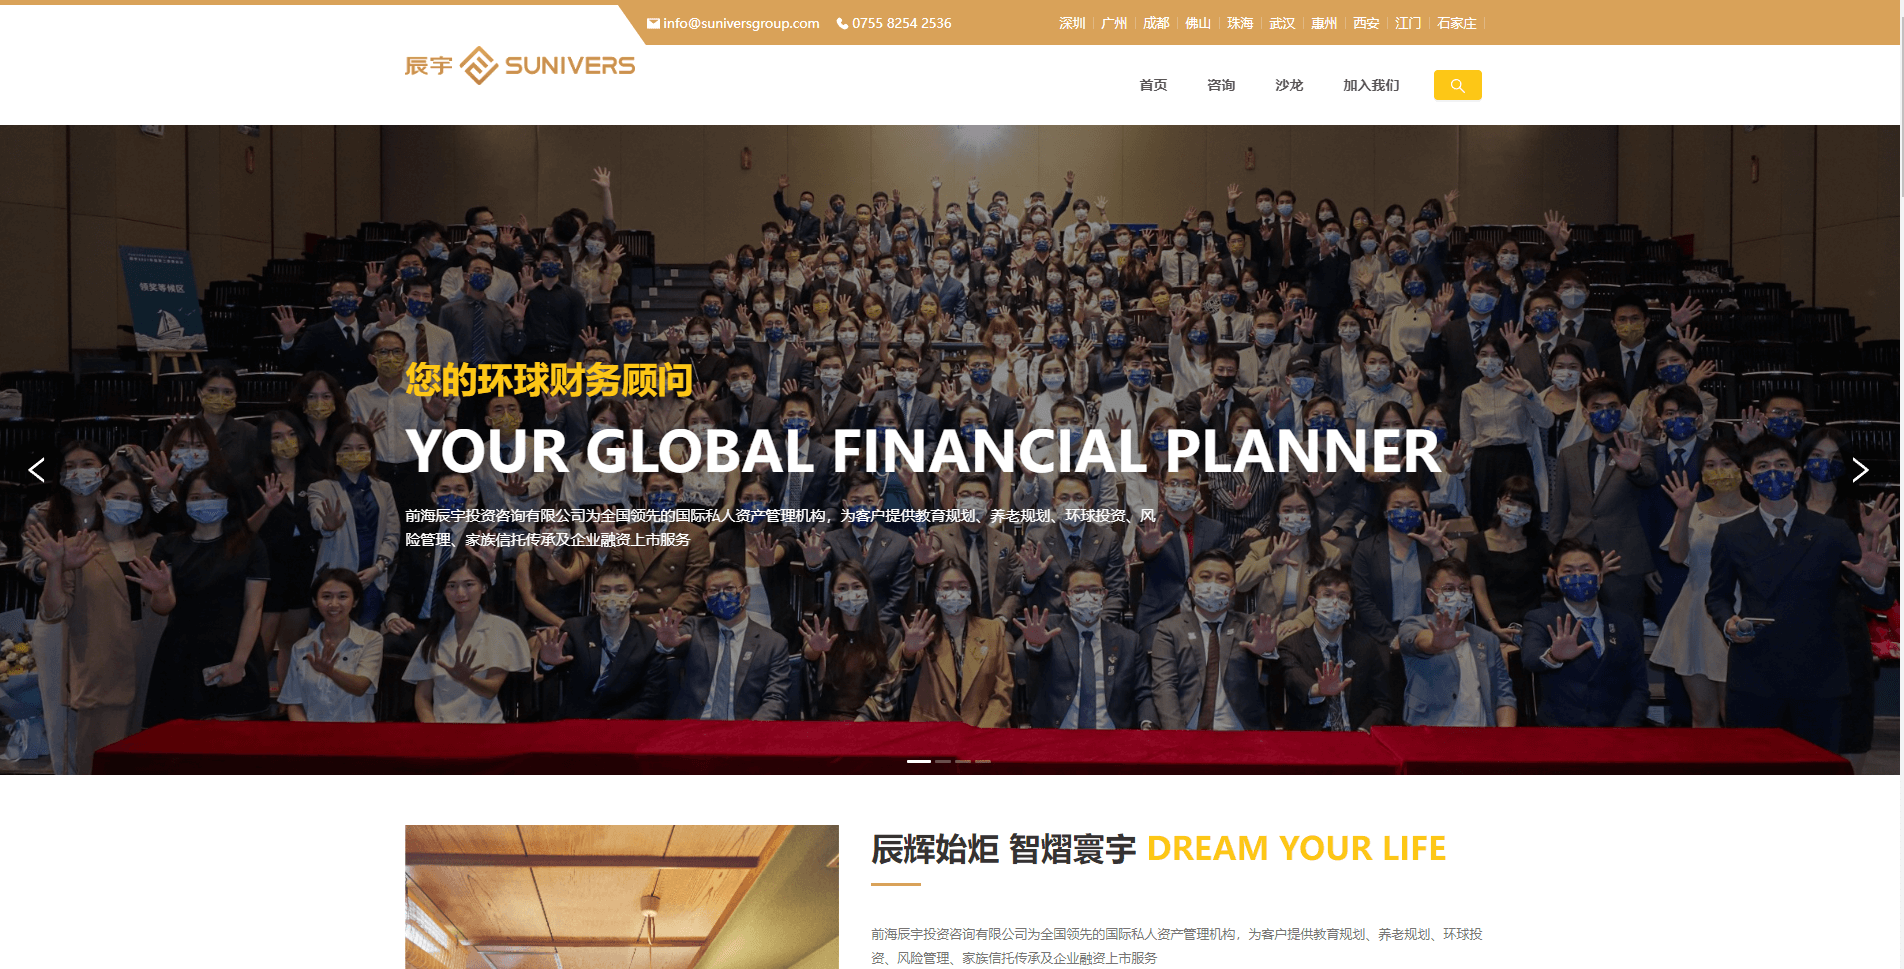 info@suniversgroup.com 0755 8254 2536 深圳 广州 成都 佛山 珠海 武汉 惠州 西安 江门 石家庄
辰宇 SUNIVERS
首页 咨询 沙龙 加入我们
领奖等候区
您的环球财务顾问
YOUR GLOBAL FINANCIAL PLANNER
前海辰宇投资咨询有限公司为全国领先的国际私人资产管理机构，为客户提供教育规划、养老规划、环球投资、风
险管理、家族信托传承及企业融资上市服务
辰辉始炬 智熠寰宇 DREAM YOUR LIFE
前海辰宇投资咨询有限公司为全国领先的国际私人资产管理机构，为客户提供教育规划、养老规划、环球投
资、风险管理、家族信托传承及企业融资上市服务